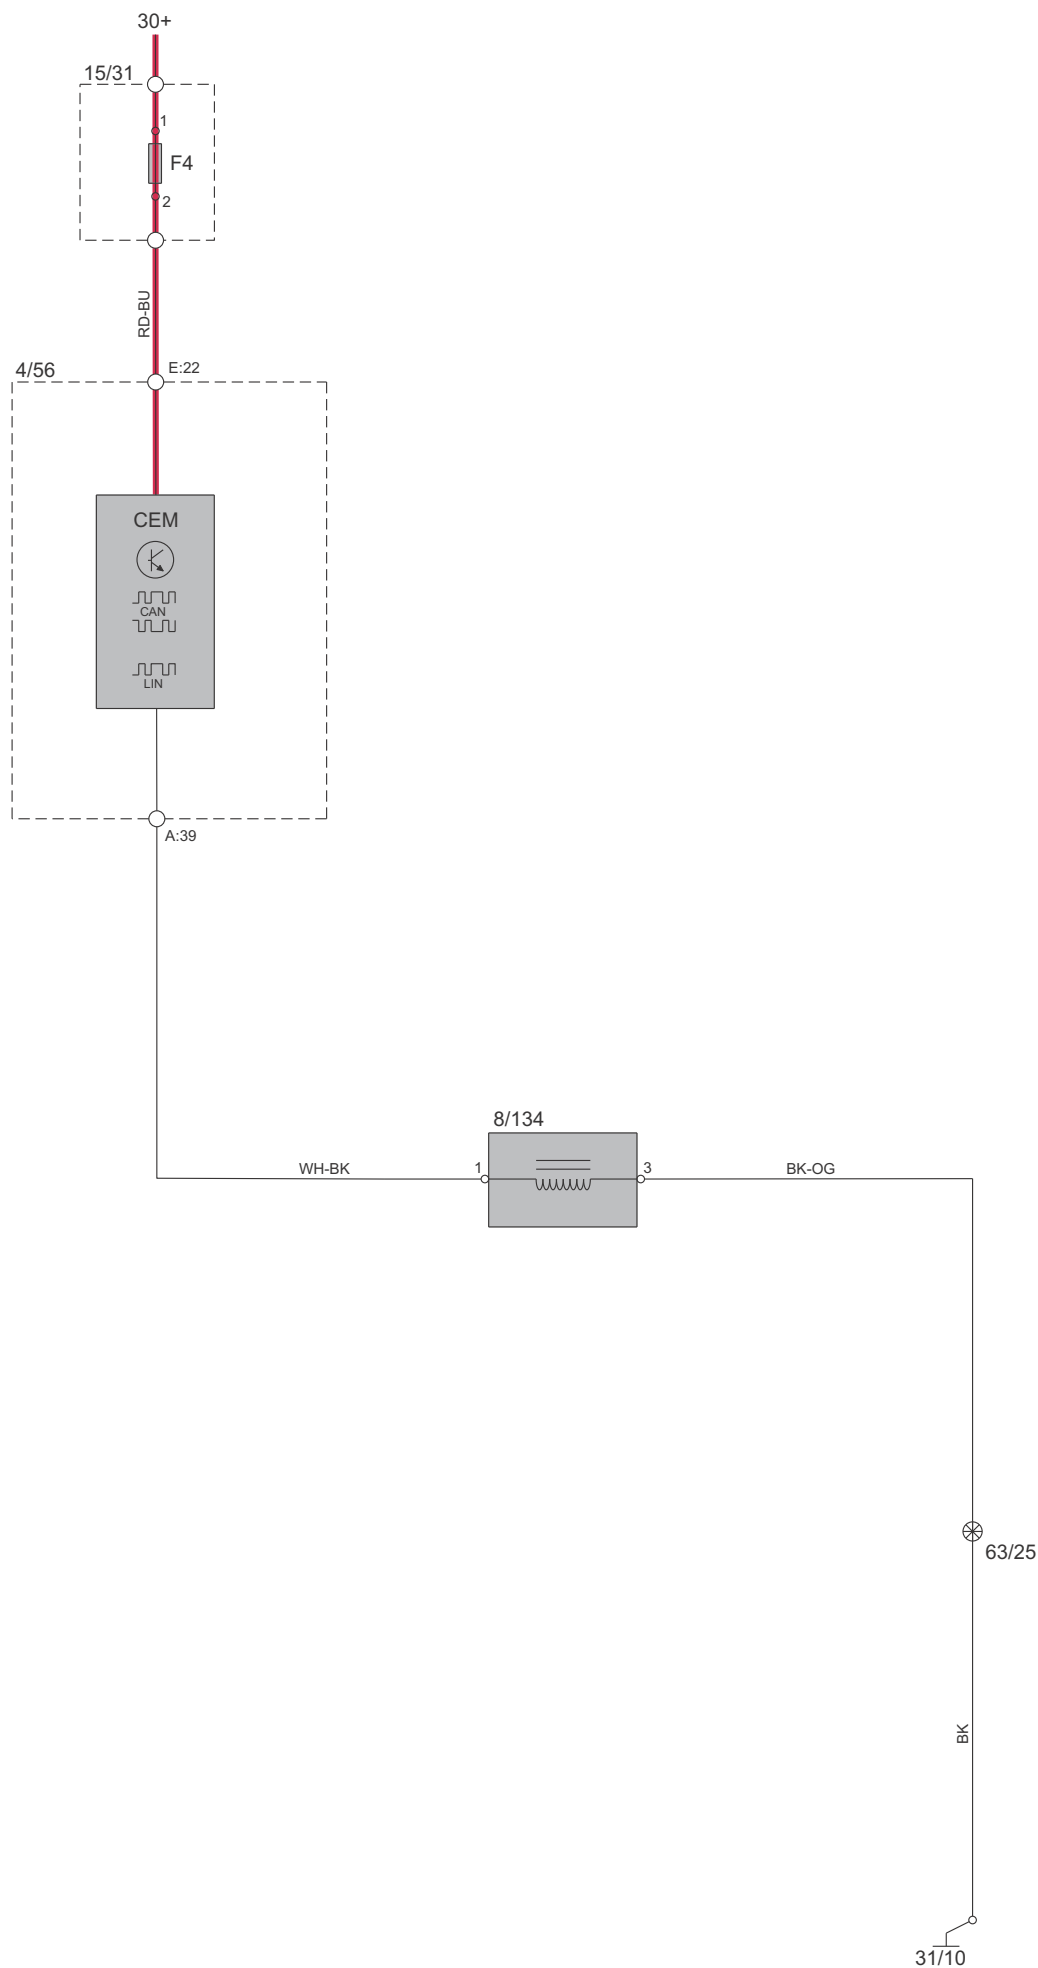 30+
15/31
1
F4
2
RD-BU
4/56
E:22
CEM
CAN
LIN
A:39
8/134
WH-BK
1
3
BK-OG
63/25
BK
31/10